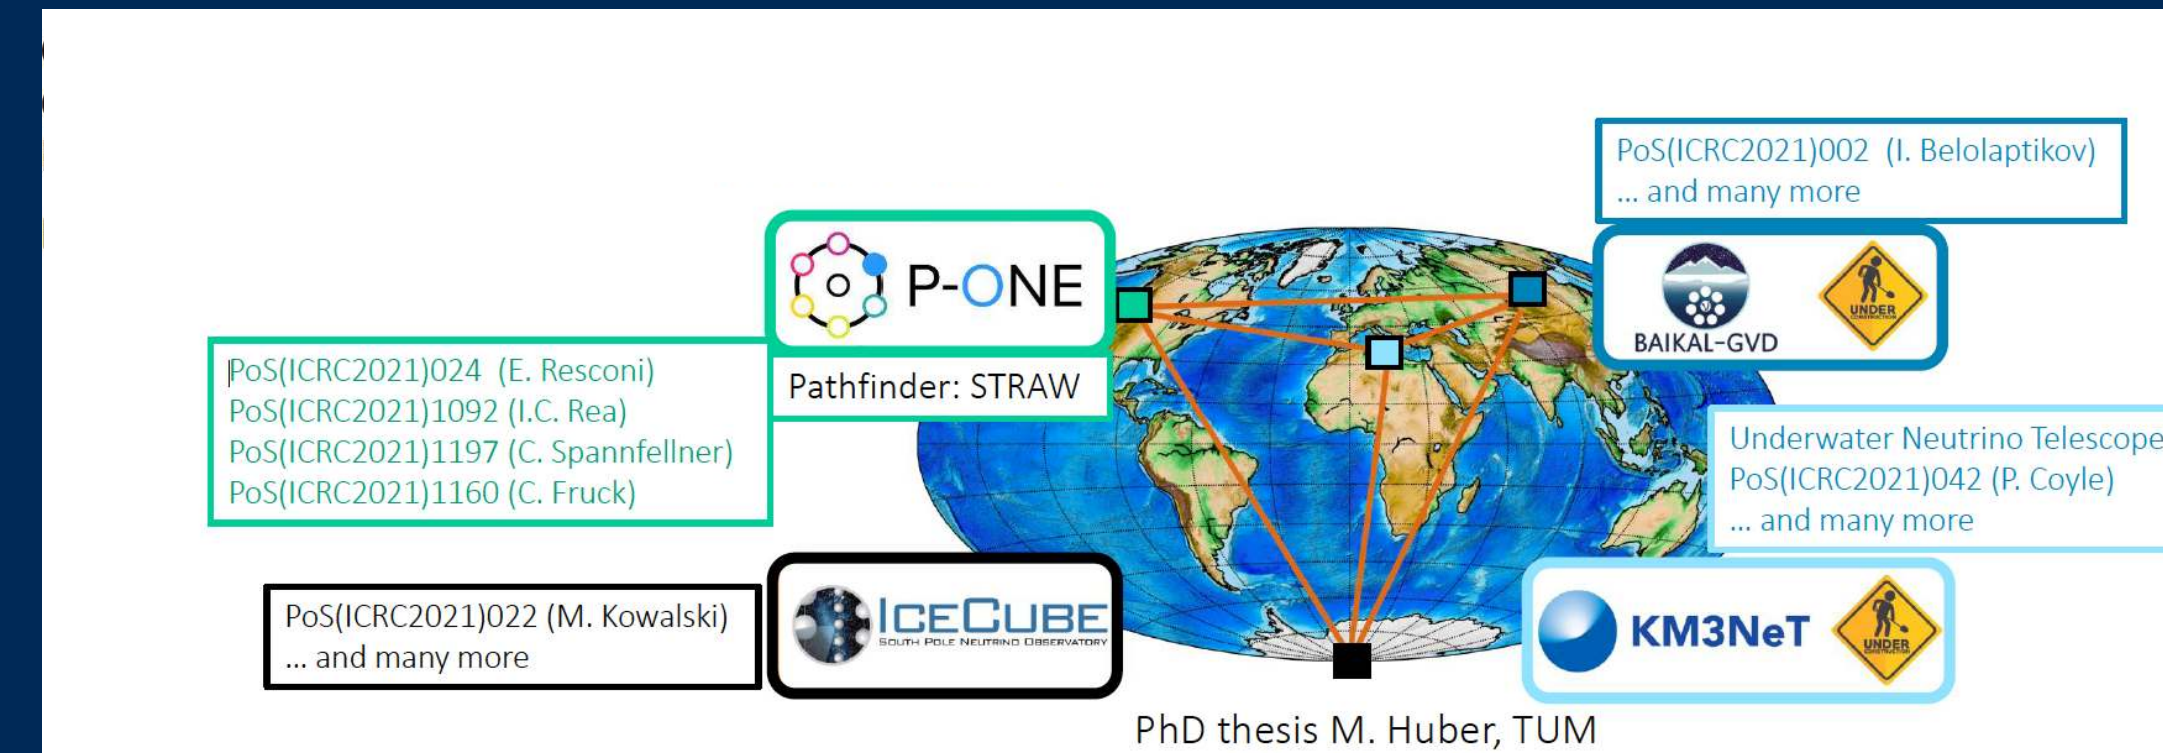 PoS(ICRC2021)002 (I. Belolaptikov)
... and many more
P-ONE
UNDER
CONSTRUCTION
BAIKAL-GVD
PoS(ICRC2021)024 (E. Resconi)
PoS(ICRC2021)1092 (I.C. Rea)
PoS(ICRC2021)1197 (C. Spannfellner)
PoS(ICRC2021)1160 (C. Fruck)
Pathfinder: STRAW
Underwater Neutrino Telescope
PoS(ICRC2021)042 (P. Coyle)
... and many more
PoS(ICRC2021)022 (M. Kowalski)
... and many more
ICECUBE
SOUTH POLE NEUTRINO OBSERVATORY
KM3NeT
UNDER
CONSTRUCTION
PhD thesis M. Huber, TUM